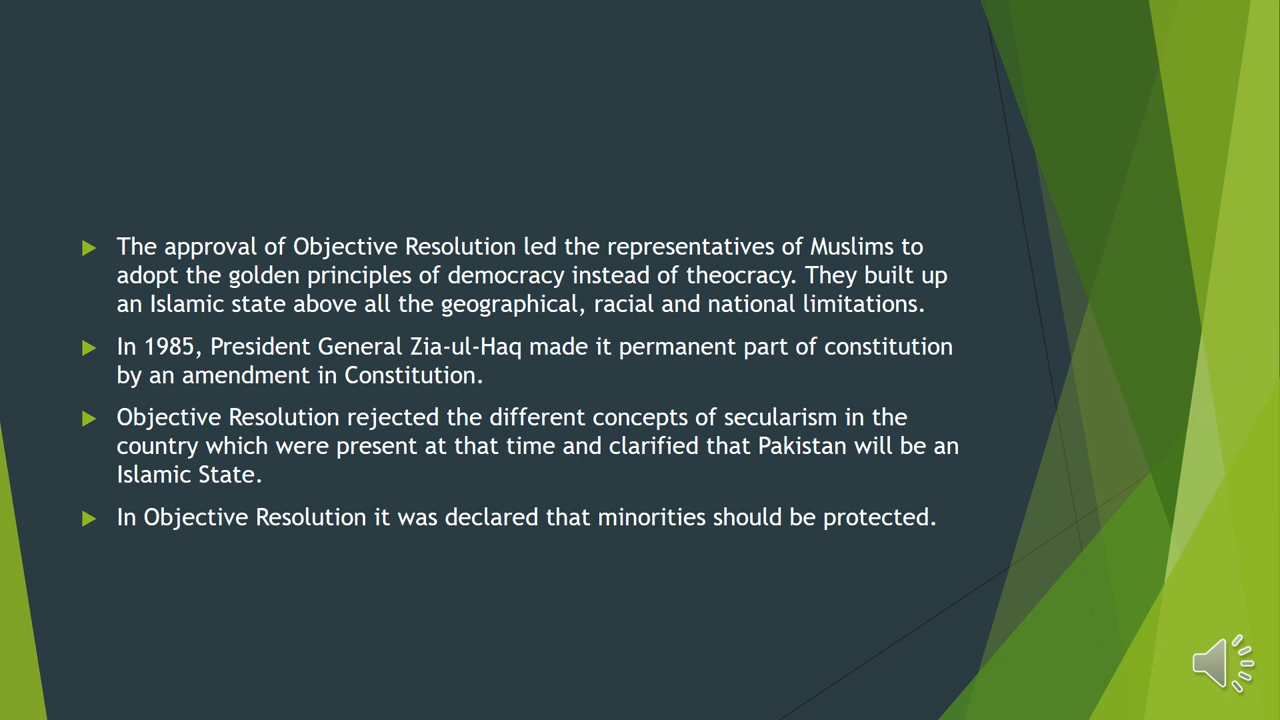 The approval of Objective Resolution led the representatives of Muslims to
adopt the golden principles of democracy instead of theocracy. They built up
an Islamic state above all the geographical, racial and national limitations.
In 1985, President General Zia-ul-Haq made it permanent part of constitution
by an amendment in Constitution.
Objective Resolution rejected the different concepts of secularism in the
country which were present at that time and clarified that Pakistan will be an
Islamic State.
In Objective Resolution it was declared that minorities should be protected.